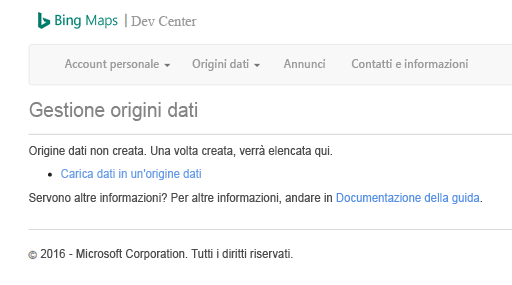 Bing Maps | Dev Center
Account personale Origini dati Annunci Contatti e informazioni
Gestione origini dati
Origine dati non creata. Una volta creata, verrà elencata qui.
• Carica dati in un'origine dati
Servono altre informazioni? Per altre informazioni, andare in Documentazione della guida.
© 2016 - Microsoft Corporation. Tutti i diritti riservati.